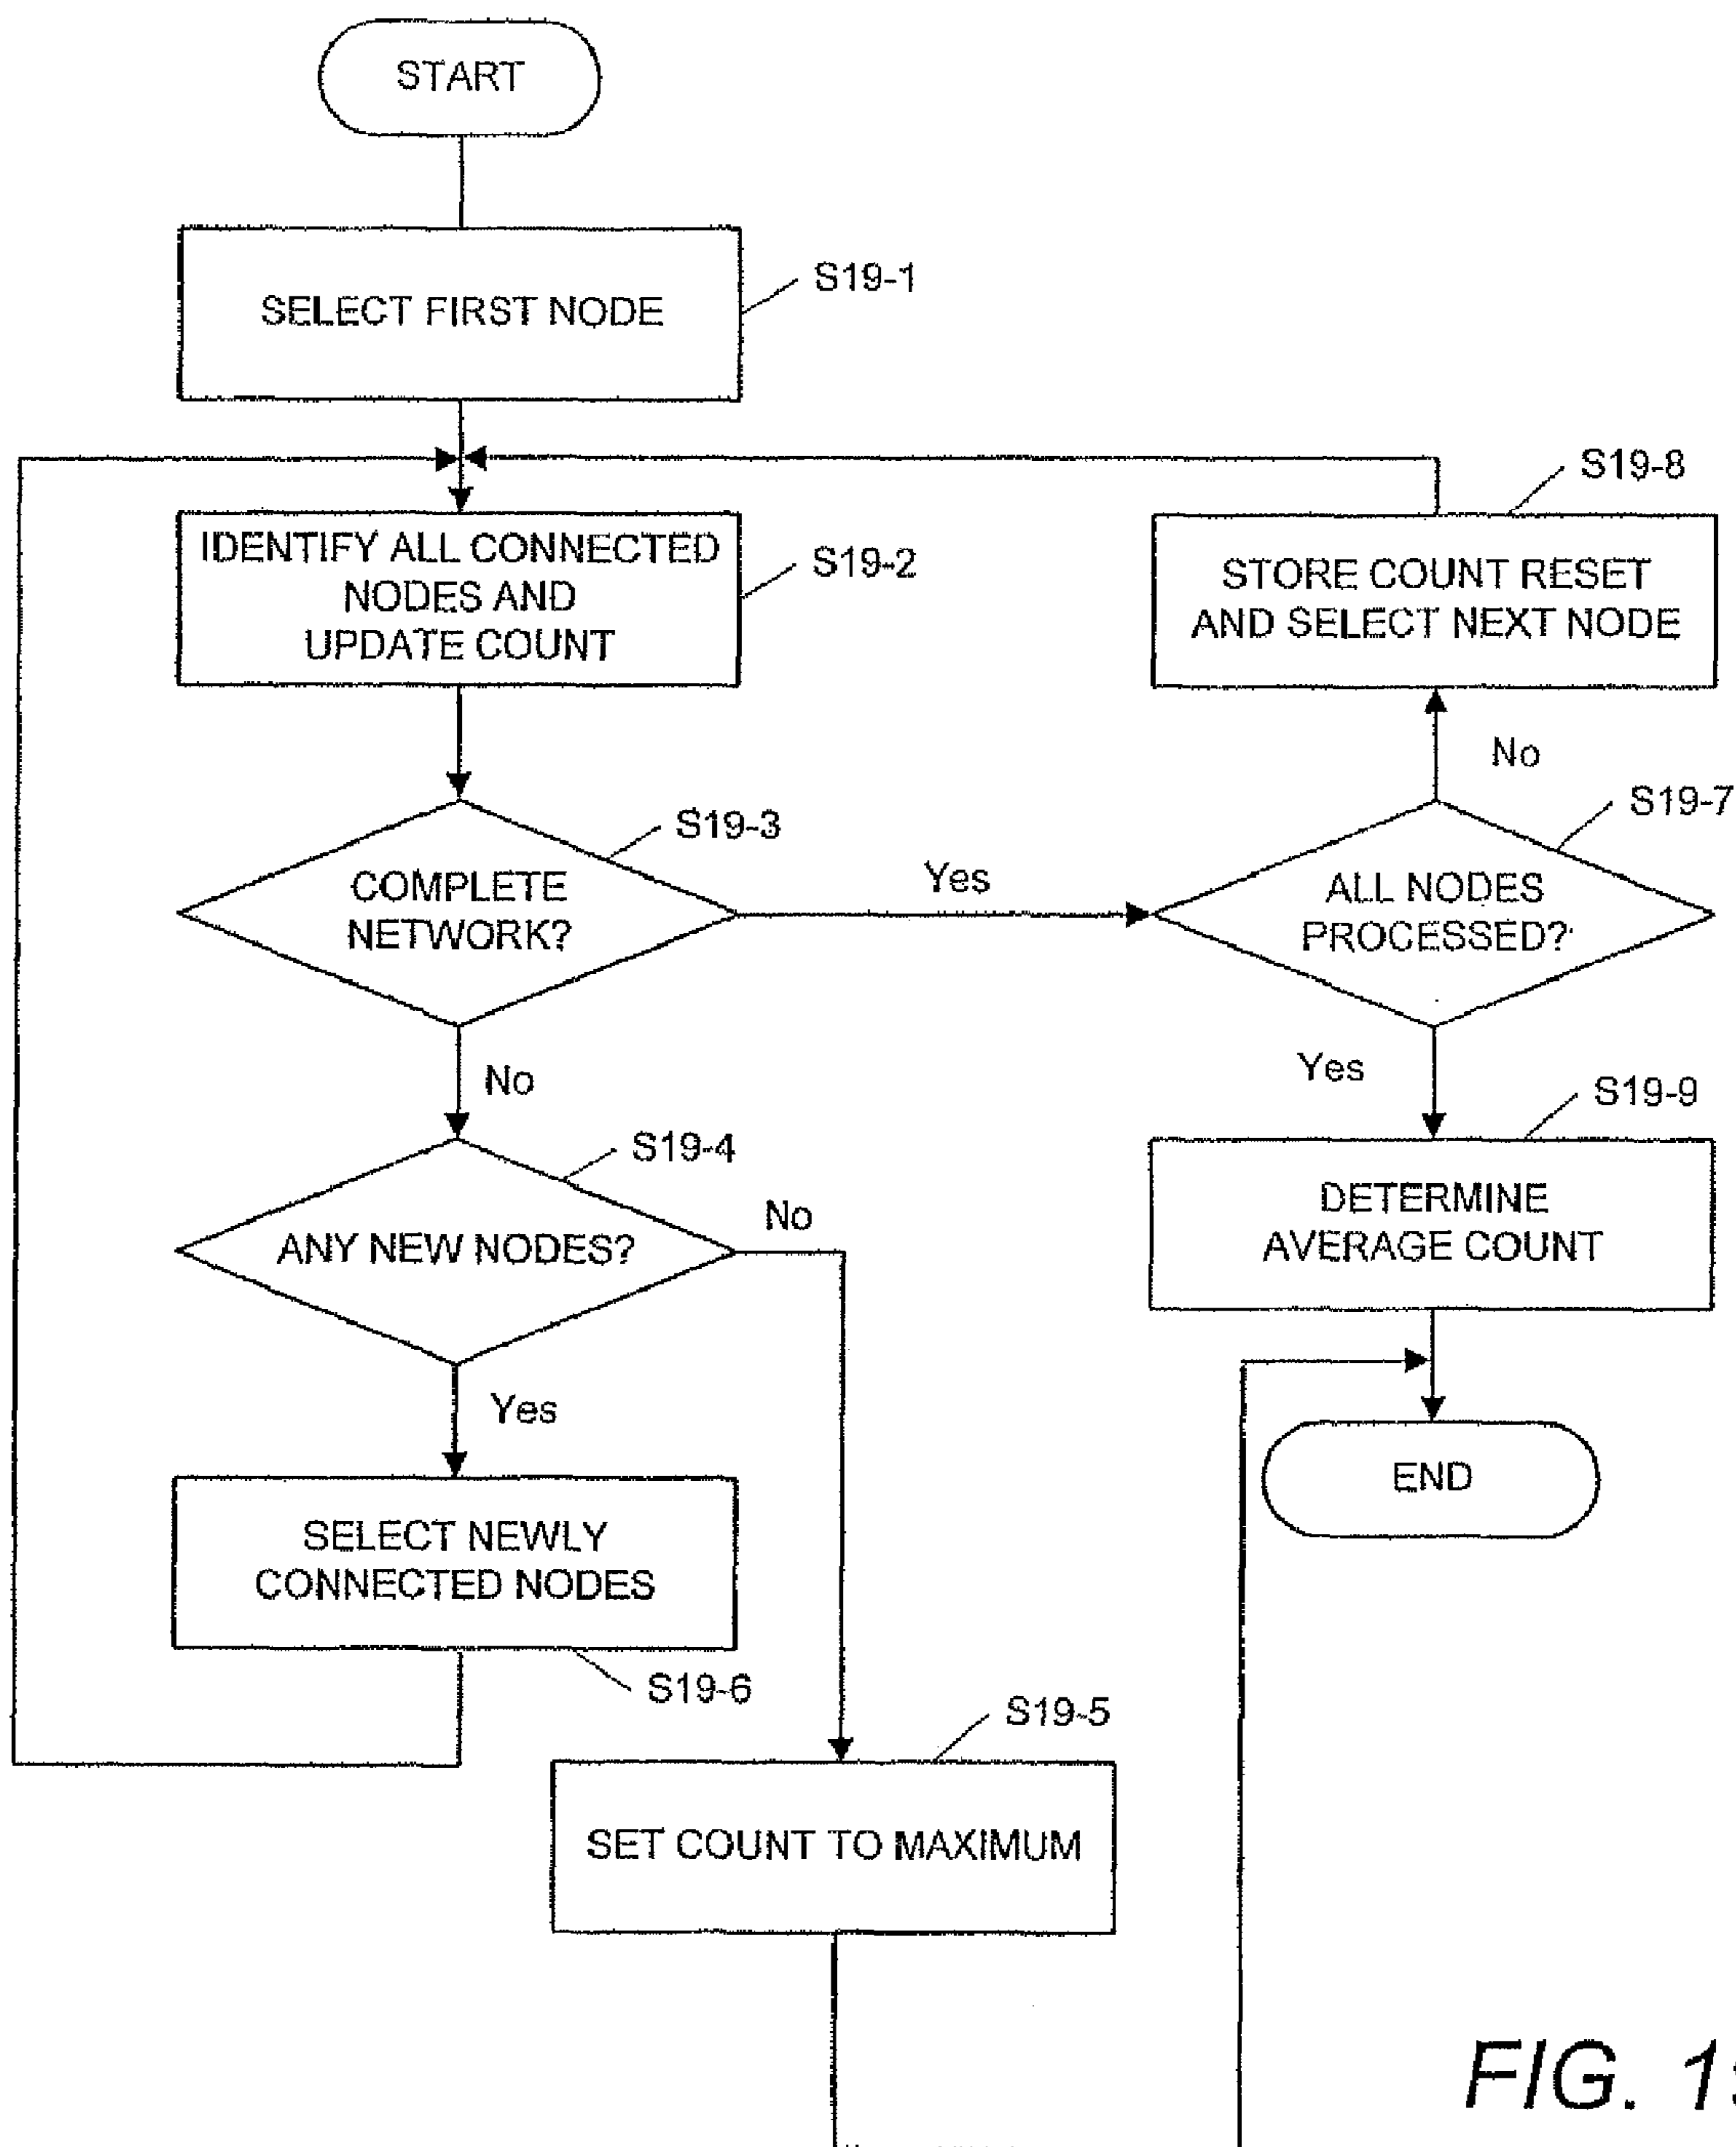 START
SELECT FIRST NODE
S19-1
IDENTIFY ALL CONNECTED
NODES AND
UPDATE COUNT
S19-2
S19-8
STORE COUNT RESET
AND SELECT NEXT NODE
No
S19-3
COMPLETE
NETWORK?
Yes
S19-7
ALL NODES
PROCESSED?
No
Yes
S19-4
ANY NEW NODES?
No
S19-9
DETERMINE
AVERAGE COUNT
Yes
SELECT NEWLY
CONNECTED NODES
S19-6
END
S19-5
SET COUNT TO MAXIMUM
FIG.